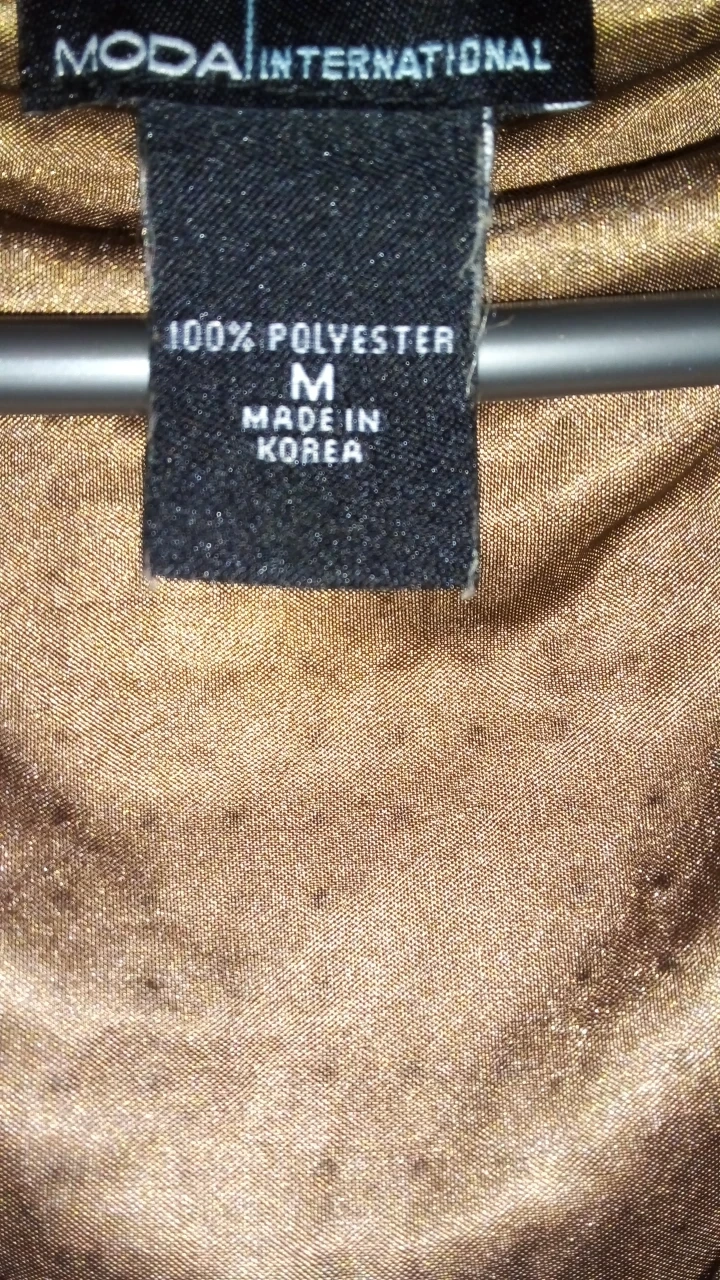 MODA INTERNATIONAL
100% POLYESTER
M
MADE IN
KOREA